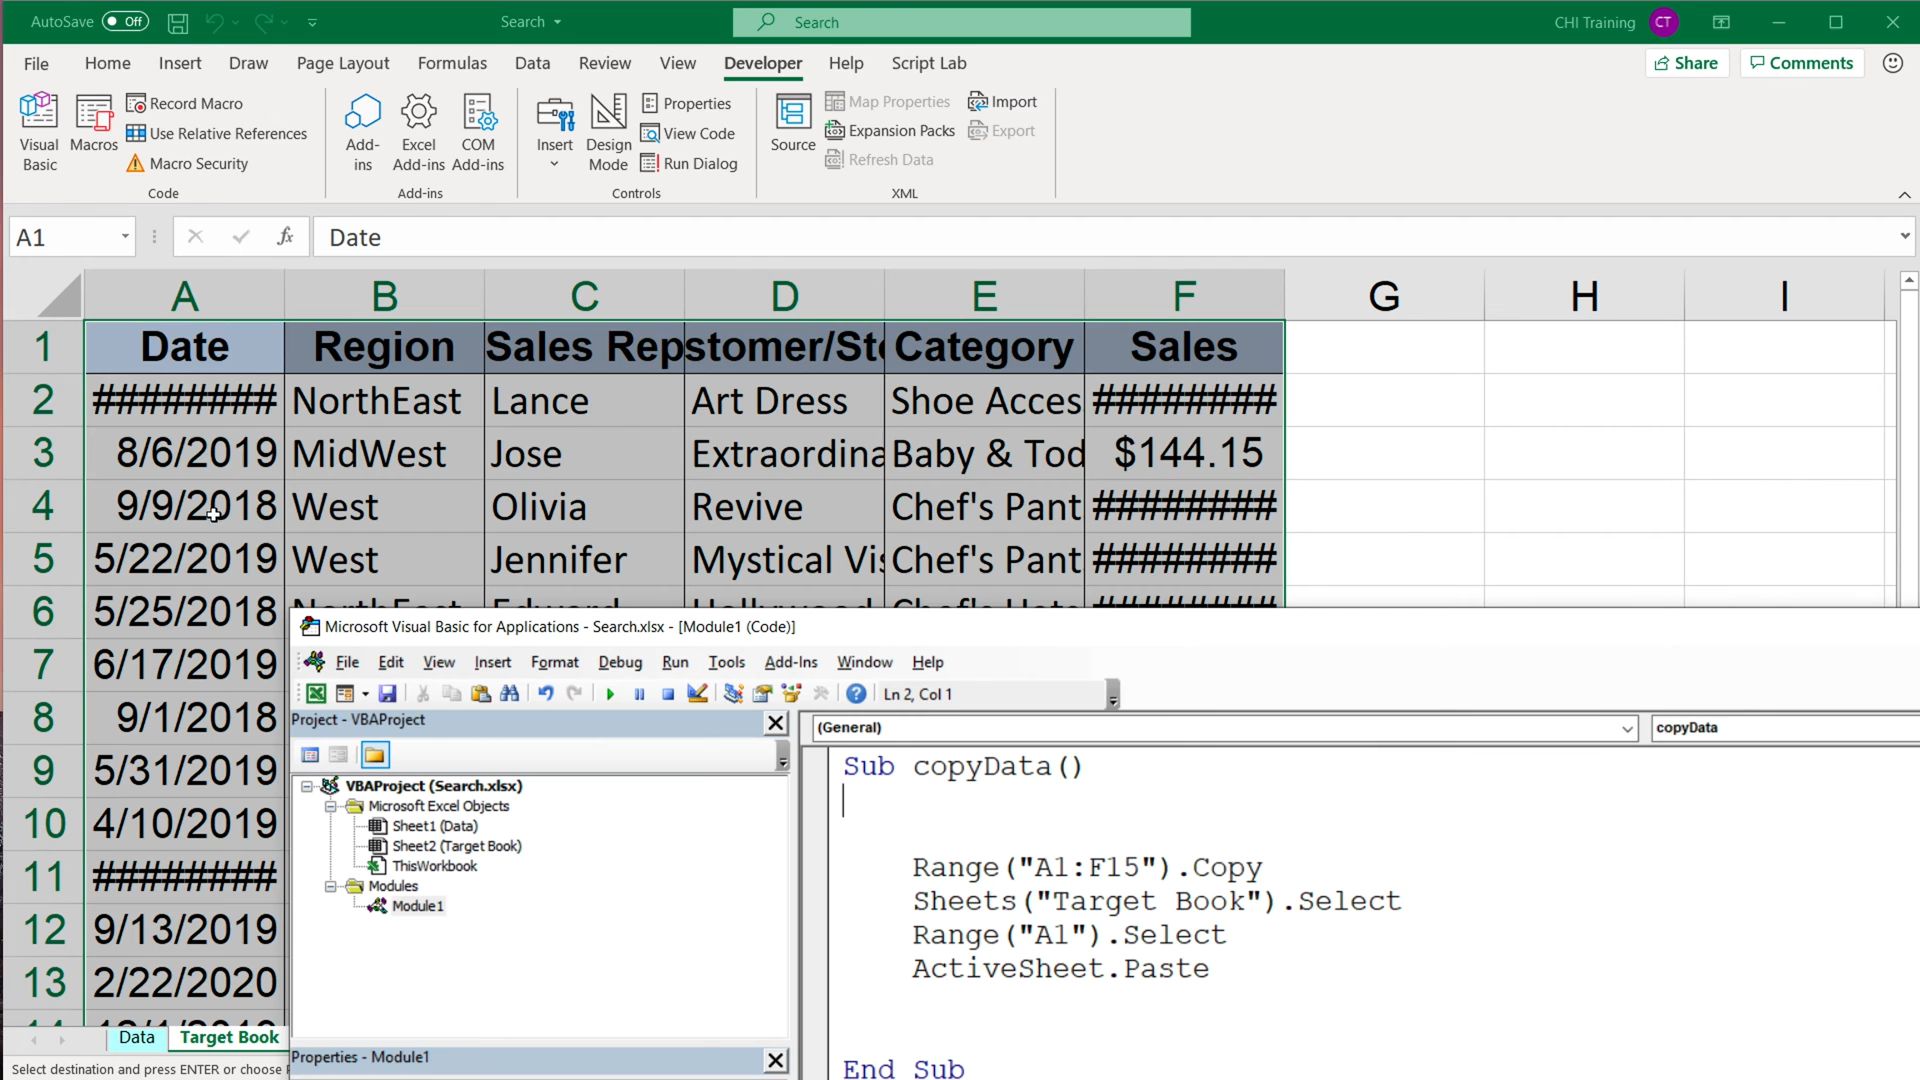 AutoSave Off Search Search CHI Training CT
File Home Insert Draw Page Layout Formulas Data Review View Developer Help Script Lab Share Comments
Visual Basic
Macros
Record Macro
Use Relative References
Macro Security
Code
Add-ins
Excel Add-ins
COM Add-ins
Add-ins
Insert
Design Mode
Properties
View Code
Run Dialog
Controls
Source
Map Properties
Expansion Packs
Refresh Data
Import
Export
XML
A1 fx Date
A B C D E F G H I
1 Date Region Sales Rep stomer/Sto Category Sales
2 ######## NorthEast Lance Art Dress Shoe Acces ########
3 8/6/2019 MidWest Jose Extraordina Baby & Tod $144.15
4 9/9/2018 West Olivia Revive Chef's Pant ########
5 5/22/2019 West Jennifer Mystical Vis Chef's Pant ########
6 5/25/2018 NorthEast Edward Hollywood Chef's Hats ########
7 6/17/2019
8 9/1/2018
9 5/31/2019
10 4/10/2019
11 ########
12 9/13/2019
13 2/22/2020
14
Data Target Book
Select destination and press ENTER or choose
Microsoft Visual Basic for Applications - Search.xlsx - [Module1 (Code)]
File Edit View Insert Format Debug Run Tools Add-Ins Window Help
Ln 2, Col 1
Project - VBAProject
VBAProject (Search.xlsx)
Microsoft Excel Objects
Sheet1 (Data)
Sheet2 (Target Book)
ThisWorkbook
Modules
Module1
Properties - Module1
(General) copyData
Sub copyData()
Range("A1:F15").Copy
Sheets("Target Book").Select
Range("A1").Select
ActiveSheet.Paste
End Sub